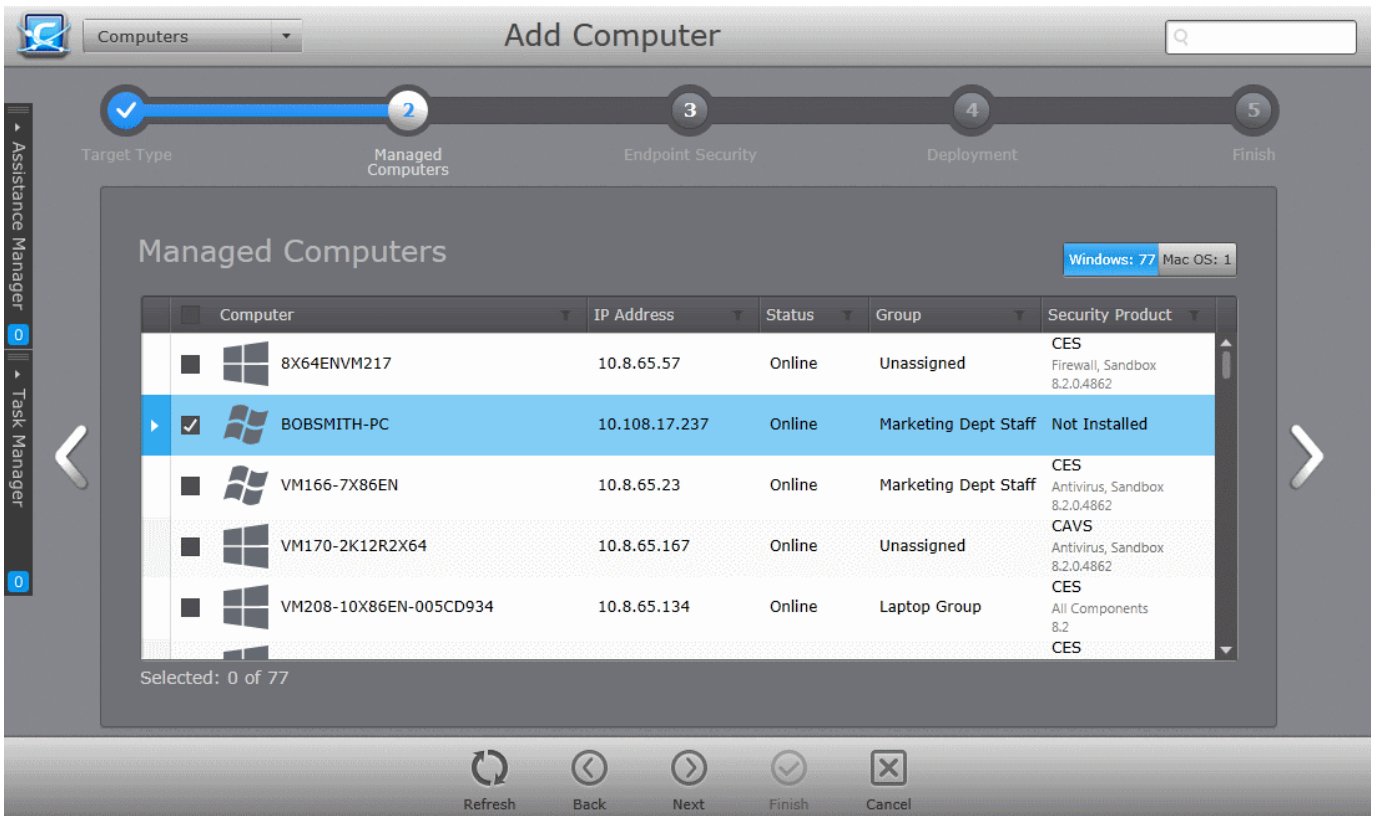 Computers
Add Computer
2
3
4
5
Target Type
Managed
Computers
Endpoint Security
Deployment
Finish
Assistance Manager
0
Task Manager
0
Managed Computers
Windows: 77 Mac OS: 1
Computer IP Address Status Group Security Product
8X64ENVM217 10.8.65.57 Online Unassigned CES
Firewall, Sandbox
8.2.0.4862
BOBSMITH-PC 10.108.17.237 Online Marketing Dept Staff Not Installed
VM166-7X86EN 10.8.65.23 Online Marketing Dept Staff CES
Antivirus, Sandbox
8.2.0.4862
VM170-2K12R2X64 10.8.65.167 Online Unassigned CAVS
Antivirus, Sandbox
8.2.0.4862
VM208-10X86EN-005CD934 10.8.65.134 Online Laptop Group CES
All Components
8.2
CES
Selected: 0 of 77
Refresh Back Next Finish Cancel